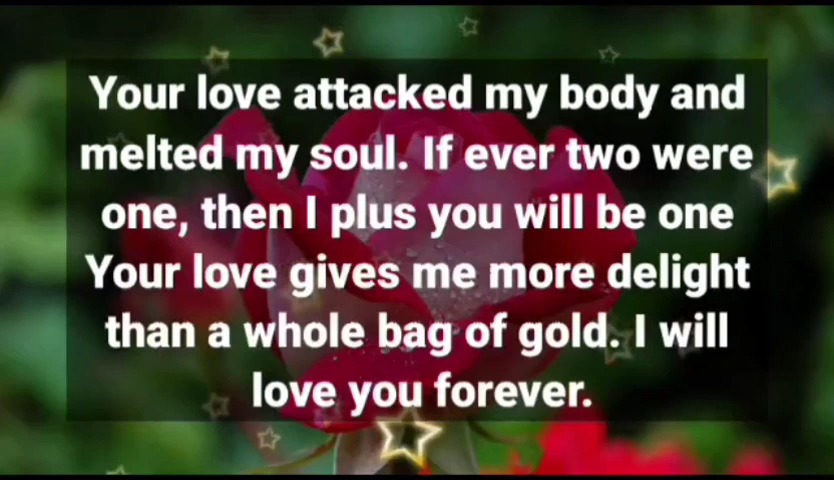 Your love attacked my body and
melted my soul. If ever two were
one, then I plus you will be one
Your love gives me more delight
than a whole bag of gold. I will
love you forever.